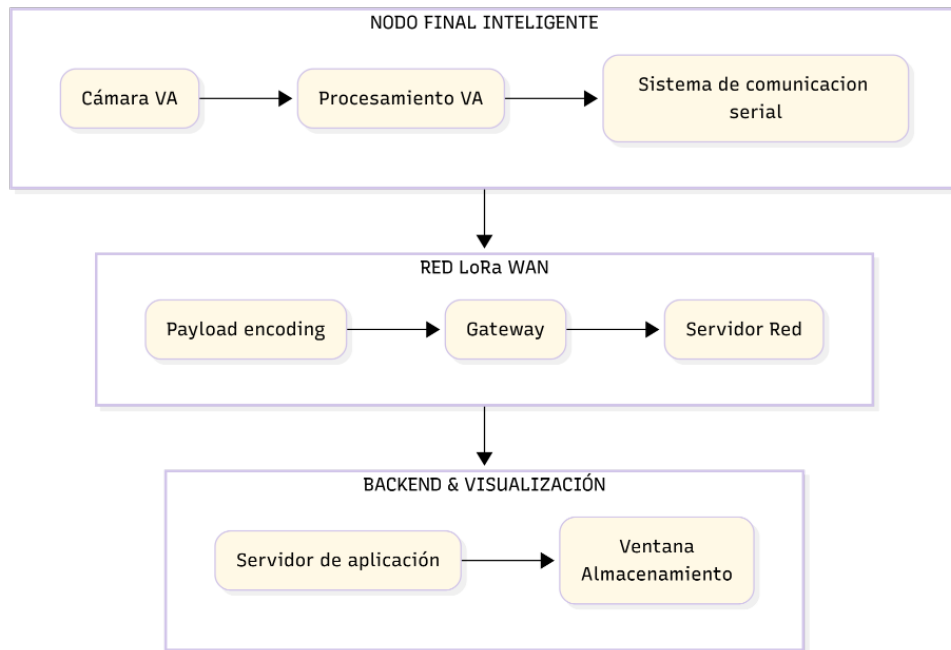 NODO FINAL INTELIGENTE
Cámara VA
Procesamiento VA
Sistema de comunicacion
serial
RED LoRa WAN
Payload encoding
Gateway
Servidor Red
BACKEND & VISUALIZACIÓN
Servidor de aplicación
Ventana
Almacenamiento